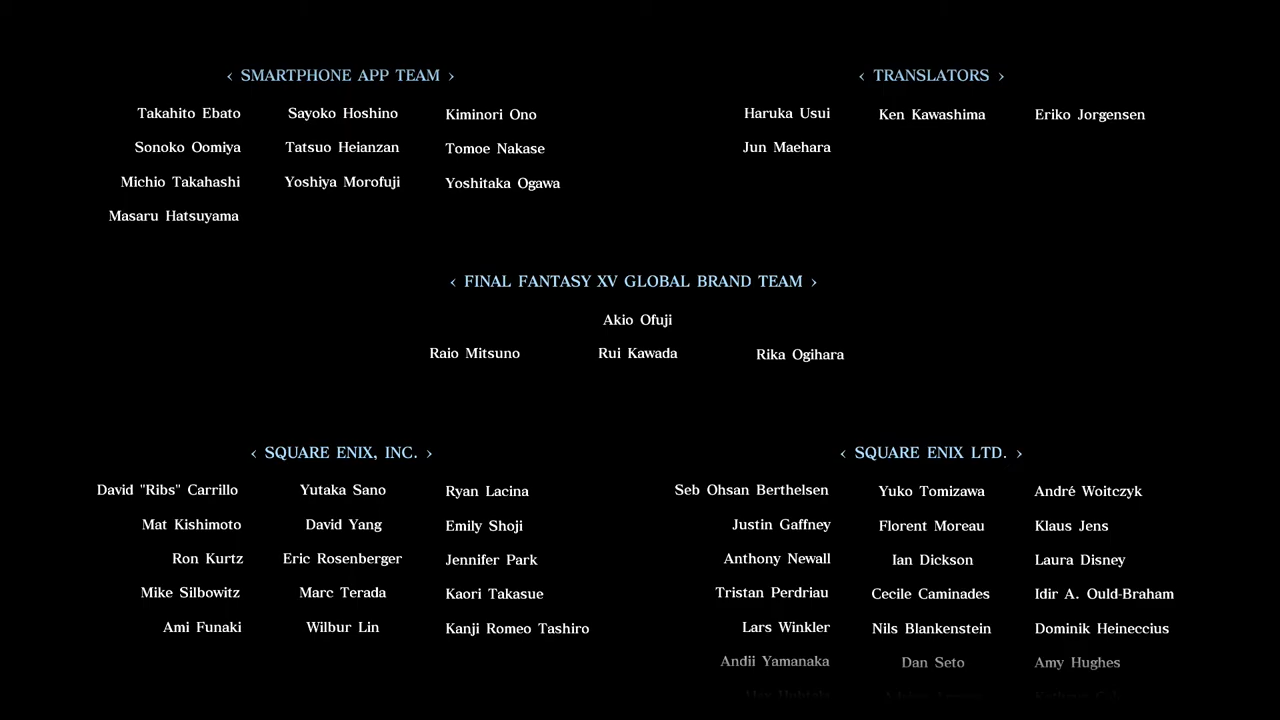 ‹ SMARTPHONE APP TEAM ›
Takahito Ebato Sayoko Hoshino Kiminori Ono
Sonoko Oomiya Tatsuo Heianzan Tomoe Nakase
Michio Takahashi Yoshiya Morofuji Yoshitaka Ogawa
Masaru Hatsuyama
‹ TRANSLATORS ›
Haruka Usui Ken Kawashima Eriko Jorgensen
Jun Maehara
‹ FINAL FANTASY XV GLOBAL BRAND TEAM ›
Akio Ofuji
Raio Mitsuno Rui Kawada Rika Ogihara
‹ SQUARE ENIX, INC. ›
David "Ribs" Carrillo Yutaka Sano Ryan Lacina
Mat Kishimoto David Yang Emily Shoji
Ron Kurtz Eric Rosenberger Jennifer Park
Mike Silbowitz Marc Terada Kaori Takasue
Ami Funaki Wilbur Lin Kanji Romeo Tashiro
‹ SQUARE ENIX LTD. ›
Seb Ohsan Berthelsen Yuko Tomizawa André Woitczyk
Justin Gaffney Florent Moreau Klaus Jens
Anthony Newall Ian Dickson Laura Disney
Tristan Perdriau Cecile Caminades Idir A. Ould-Braham
Lars Winkler Nils Blankenstein Dominik Heineccius
Andii Yamanaka Dan Seto Amy Hughes